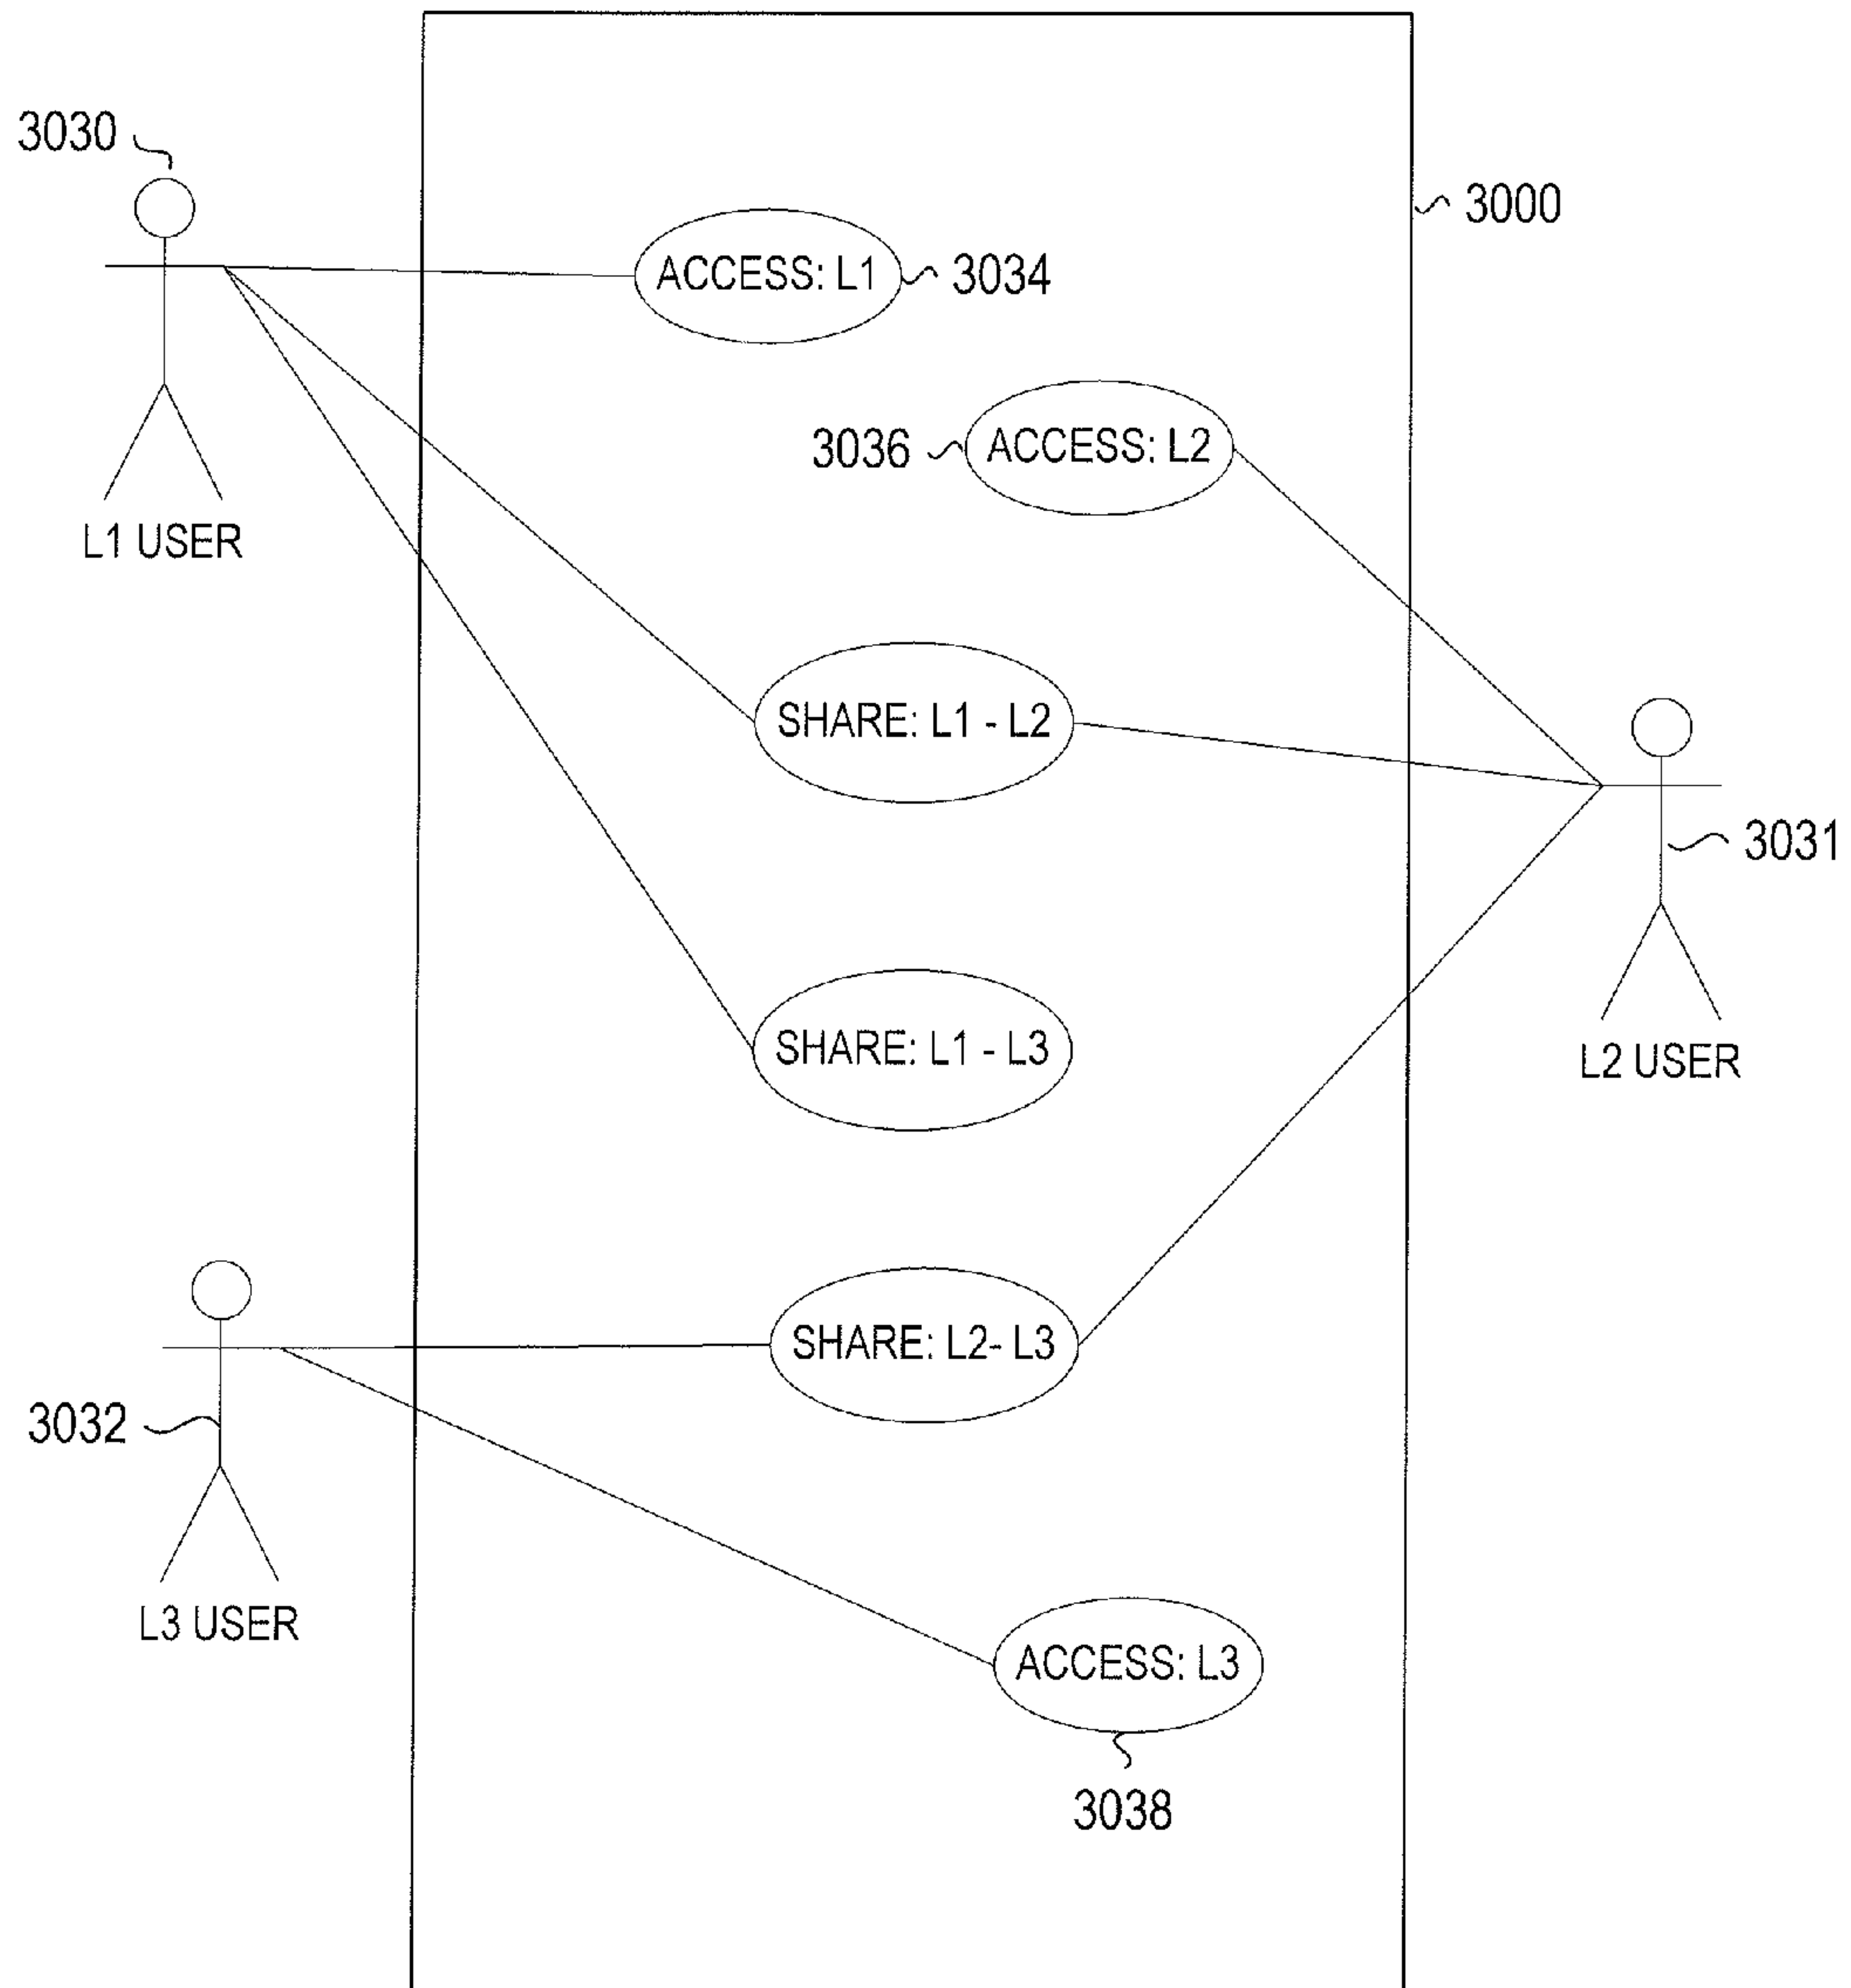 3030
3000
ACCESS: L1
3034
3036
ACCESS: L2
L1 USER
SHARE: L1 - L2
3031
SHARE: L1 - L3
L2 USER
SHARE: L2- L3
3032
L3 USER
ACCESS: L3
3038